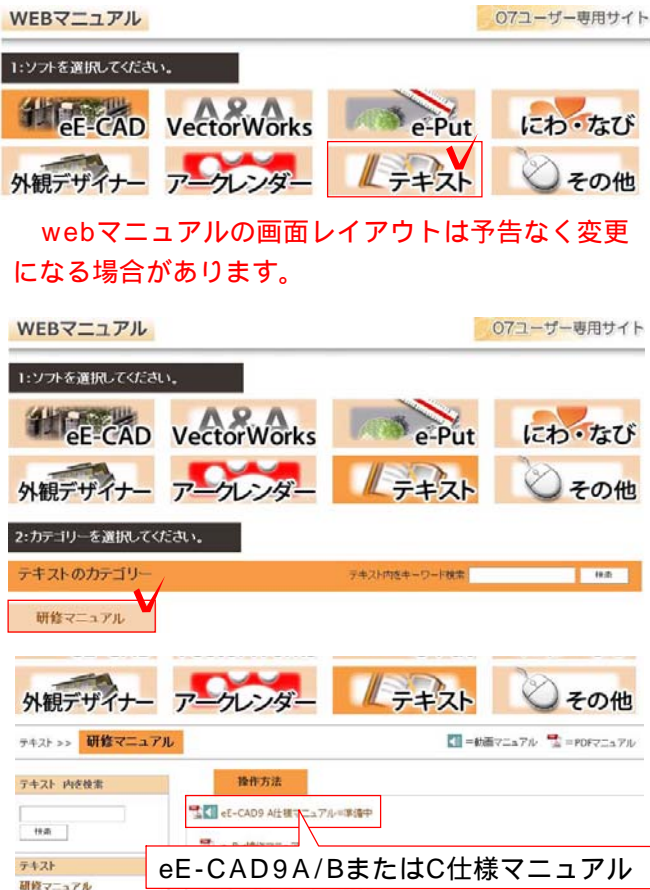 WEBマニュアル O7ユーザー専用サイト
1:ソフトを選択してください。
eE-CAD VectorWorks e-Put にわ・なび
外観デザイナー アークレンダー テキスト その他
webマニュアルの画面レイアウトは予告なく変更
になる場合があります。
WEBマニュアル O7ユーザー専用サイト
1:ソフトを選択してください。
eE-CAD VectorWorks e-Put にわ・なび
外観デザイナー アークレンダー テキスト その他
2:カテゴリーを選択してください。
テキストのカテゴリー テキスト内をキーワード検索 検索
研修マニュアル
外観デザイナー アークレンダー テキスト その他
テキスト >> 研修マニュアル =動画マニュアル =PDFマニュアル
テキスト 内を検索 操作方法
eE-CAD9 A仕様マニュアル=準備中
検索
テキスト eE-CAD9A/BまたはC仕様マニュアル
研修マニュアル